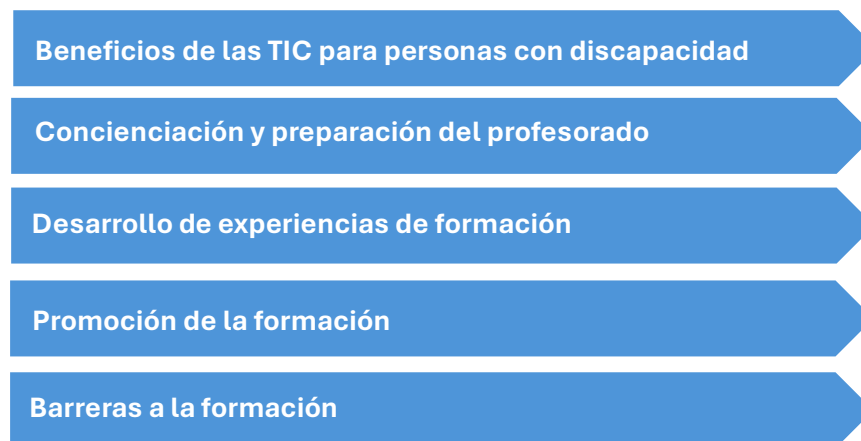 Beneficios de las TIC para personas con discapacidad
Concienciación y preparación del profesorado
Desarrollo de experiencias de formación
Promoción de la formación
Barreras a la formación